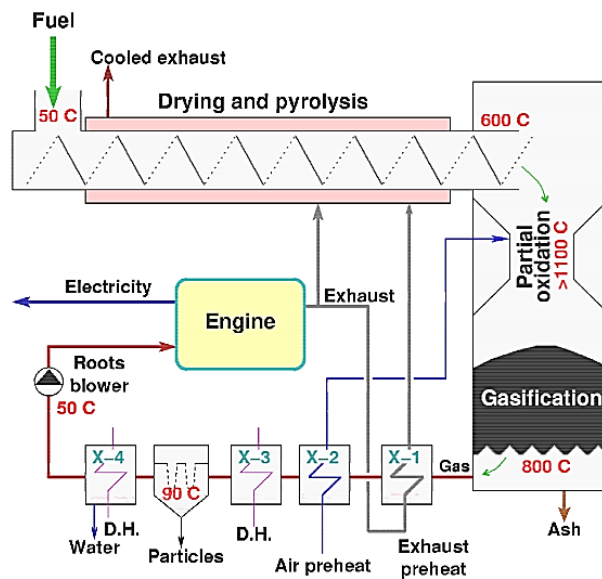 Fuel
Cooled exhaust
50 C
Drying and pyrolysis
600 C
Partial
oxidation
>1100 C
Electricity
Engine
Exhaust
Roots
blower
50 C
Gasification
X-4
90 C
X-3
X-2
X-1
Gas
800 C
D.H.
Water
Particles
D.H.
Air preheat
Exhaust
preheat
Ash